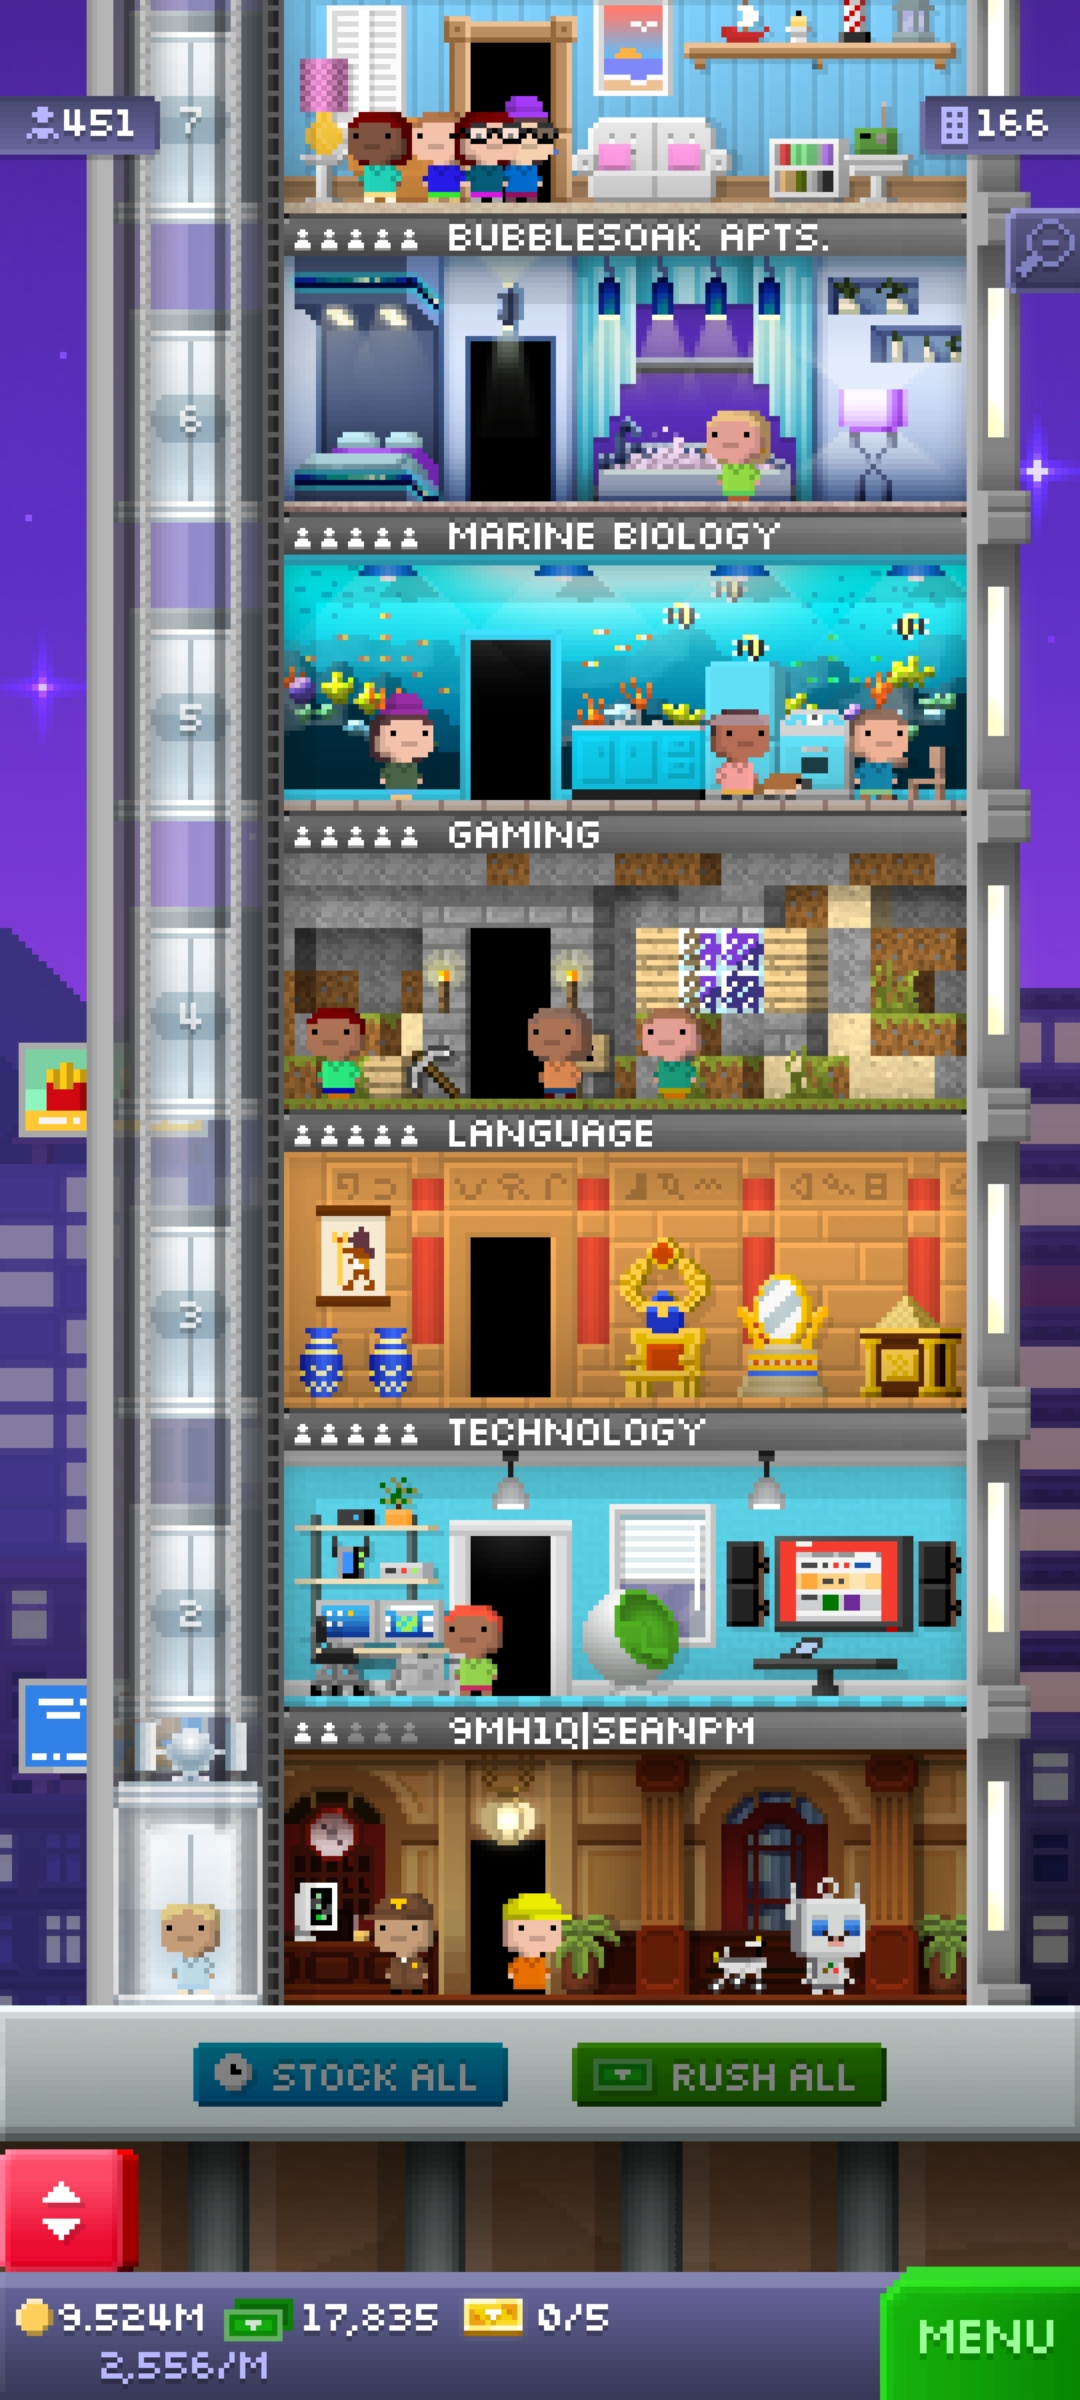 7
451
166
BUBBLESOAK APTS.
6
MARINE BIOLOGY
5
GAMING
4
LANGUAGE
3
TECHNOLOGY
2
9MH1Q|SEANPM
STOCK ALL
RUSH ALL
9.524M
17,835
0/5
MENU
2,556/M